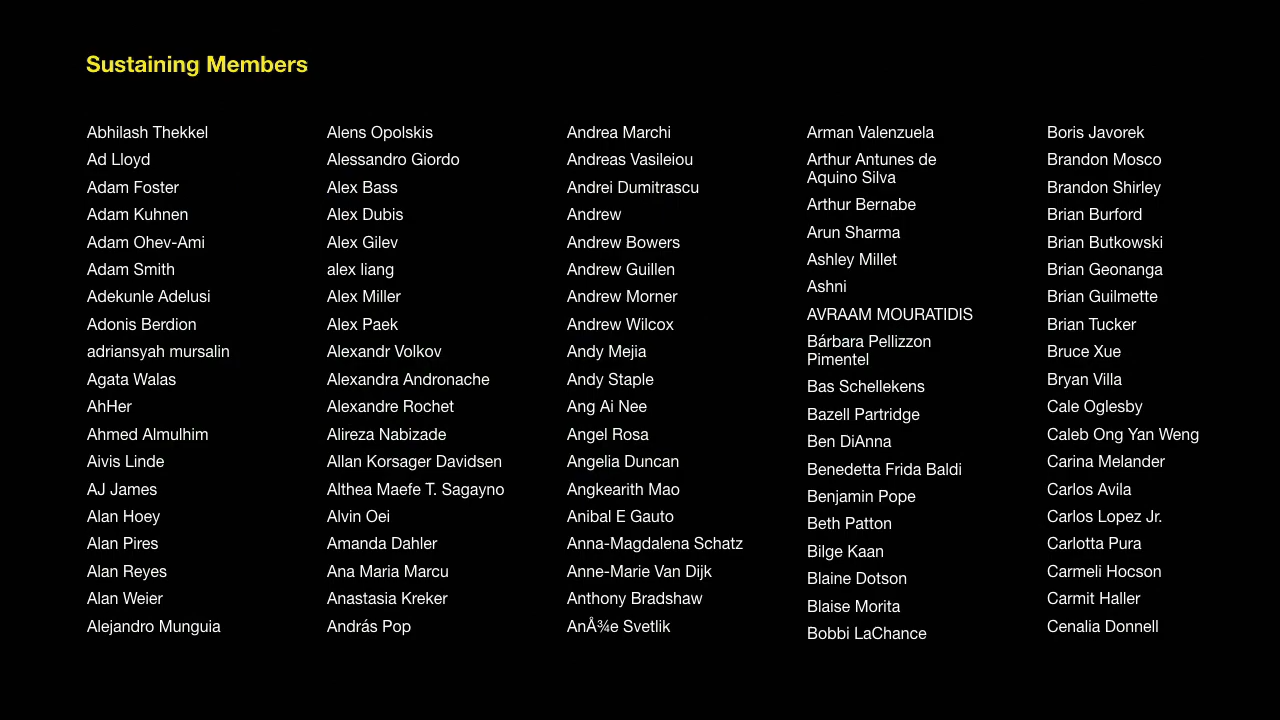 Sustaining Members
Abhilash Thekkel
Ad Lloyd
Adam Foster
Adam Kuhnen
Adam Ohev-Ami
Adam Smith
Adekunle Adelusi
Adonis Berdion
adriansyah mursalin
Agata Walas
AhHer
Ahmed Almulhim
Aivis Linde
AJ James
Alan Hoey
Alan Pires
Alan Reyes
Alan Weier
Alejandro Munguia
Alens Opolskis
Alessandro Giordo
Alex Bass
Alex Dubis
Alex Gilev
alex liang
Alex Miller
Alex Paek
Alexandr Volkov
Alexandra Andronache
Alexandre Rochet
Alireza Nabizade
Allan Korsager Davidsen
Althea Maefe T. Sagayno
Alvin Oei
Amanda Dahler
Ana Maria Marcu
Anastasia Kreker
András Pop
Andrea Marchi
Andreas Vasileiou
Andrei Dumitrascu
Andrew
Andrew Bowers
Andrew Guillen
Andrew Morner
Andrew Wilcox
Andy Mejia
Andy Staple
Ang Ai Nee
Angel Rosa
Angelia Duncan
Angkearith Mao
Anibal E Gauto
Anna-Magdalena Schatz
Anne-Marie Van Dijk
Anthony Bradshaw
AnÅ¾e Svetlik
Arman Valenzuela
Arthur Antunes de
Aquino Silva
Arthur Bernabe
Arun Sharma
Ashley Millet
Ashni
AVRAAM MOURATIDIS
Bárbara Pellizzon
Pimentel
Bas Schellekens
Bazell Partridge
Ben DiAnna
Benedetta Frida Baldi
Benjamin Pope
Beth Patton
Bilge Kaan
Blaine Dotson
Blaise Morita
Bobbi LaChance
Boris Javorek
Brandon Mosco
Brandon Shirley
Brian Burford
Brian Butkowski
Brian Geonanga
Brian Guilmette
Brian Tucker
Bruce Xue
Bryan Villa
Cale Oglesby
Caleb Ong Yan Weng
Carina Melander
Carlos Avila
Carlos Lopez Jr.
Carlotta Pura
Carmeli Hocson
Carmit Haller
Cenalia Donnell